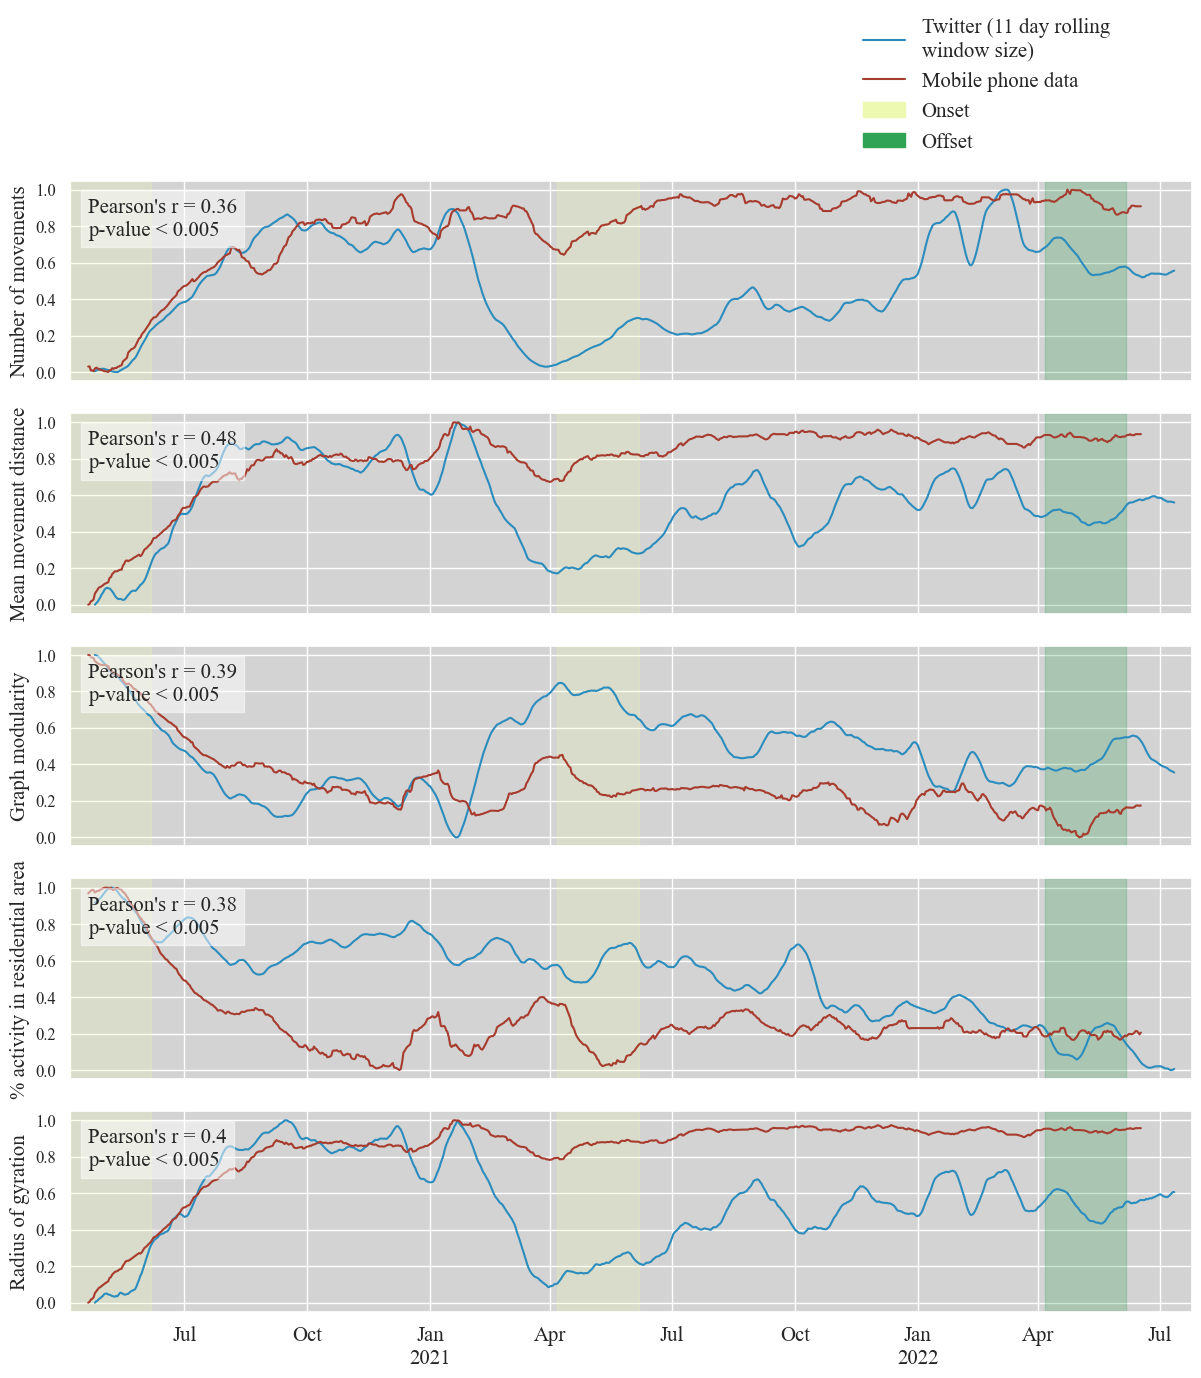 Twitter (11 day rolling
window size)
Mobile phone data
Onset
Offset
Number of movements
1.0
0.8
0.6
0.4
0.2
0.0
Pearson's r = 0.36
p-value < 0.005
Mean movement distance
1.0
0.8
0.6
0.4
0.2
0.0
Pearson's r = 0.48
p-value < 0.005
Graph modularity
1.0
0.8
0.6
0.4
0.2
0.0
Pearson's r = 0.39
p-value < 0.005
% activity in residential area
1.0
0.8
0.6
0.4
0.2
0.0
Pearson's r = 0.38
p-value < 0.005
Radius of gyration
1.0
0.8
0.6
0.4
0.2
0.0
Pearson's r = 0.4
p-value < 0.005
Jul Oct Jan Apr Jul Oct Jan Apr Jul
2021 2022